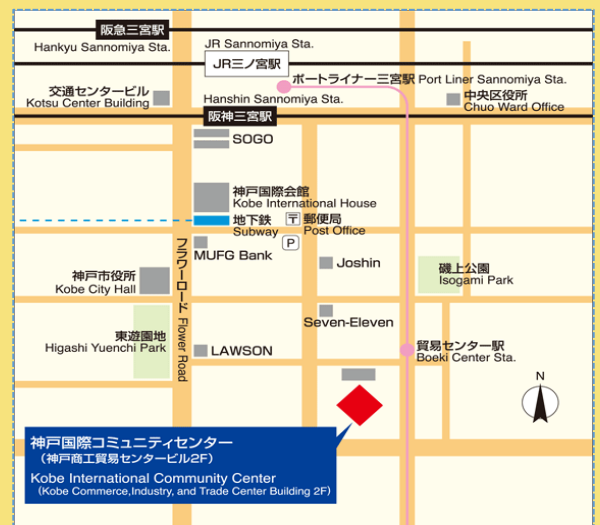 阪急三宮駅
Hankyu Sannomiya Sta.
JR Sannomiya Sta.
JR三ノ宮駅
ポートライナー三宮駅 Port Liner Sannomiya Sta.
交通センタービル
Kotsu Center Building
Hanshin Sannomiya Sta.
阪神三宮駅
中央区役所
Chuo Ward Office
SOGO
神戸国際会館
Kobe International House
地下鉄
Subway
〒 郵便局
Post Office
P
MUFG Bank
フラワーロード Flower Road
Joshin
磯上公園
Isogami Park
神戸市役所
Kobe City Hall
Seven-Eleven
東遊園地
Higashi Yuenchi Park
LAWSON
貿易センター駅
Boeki Center Sta.
N
神戸国際コミュニティセンター
（神戸商工貿易センタービル2F）
Kobe International Community Center
（Kobe Commerce,Industry, and Trade Center Building 2F）